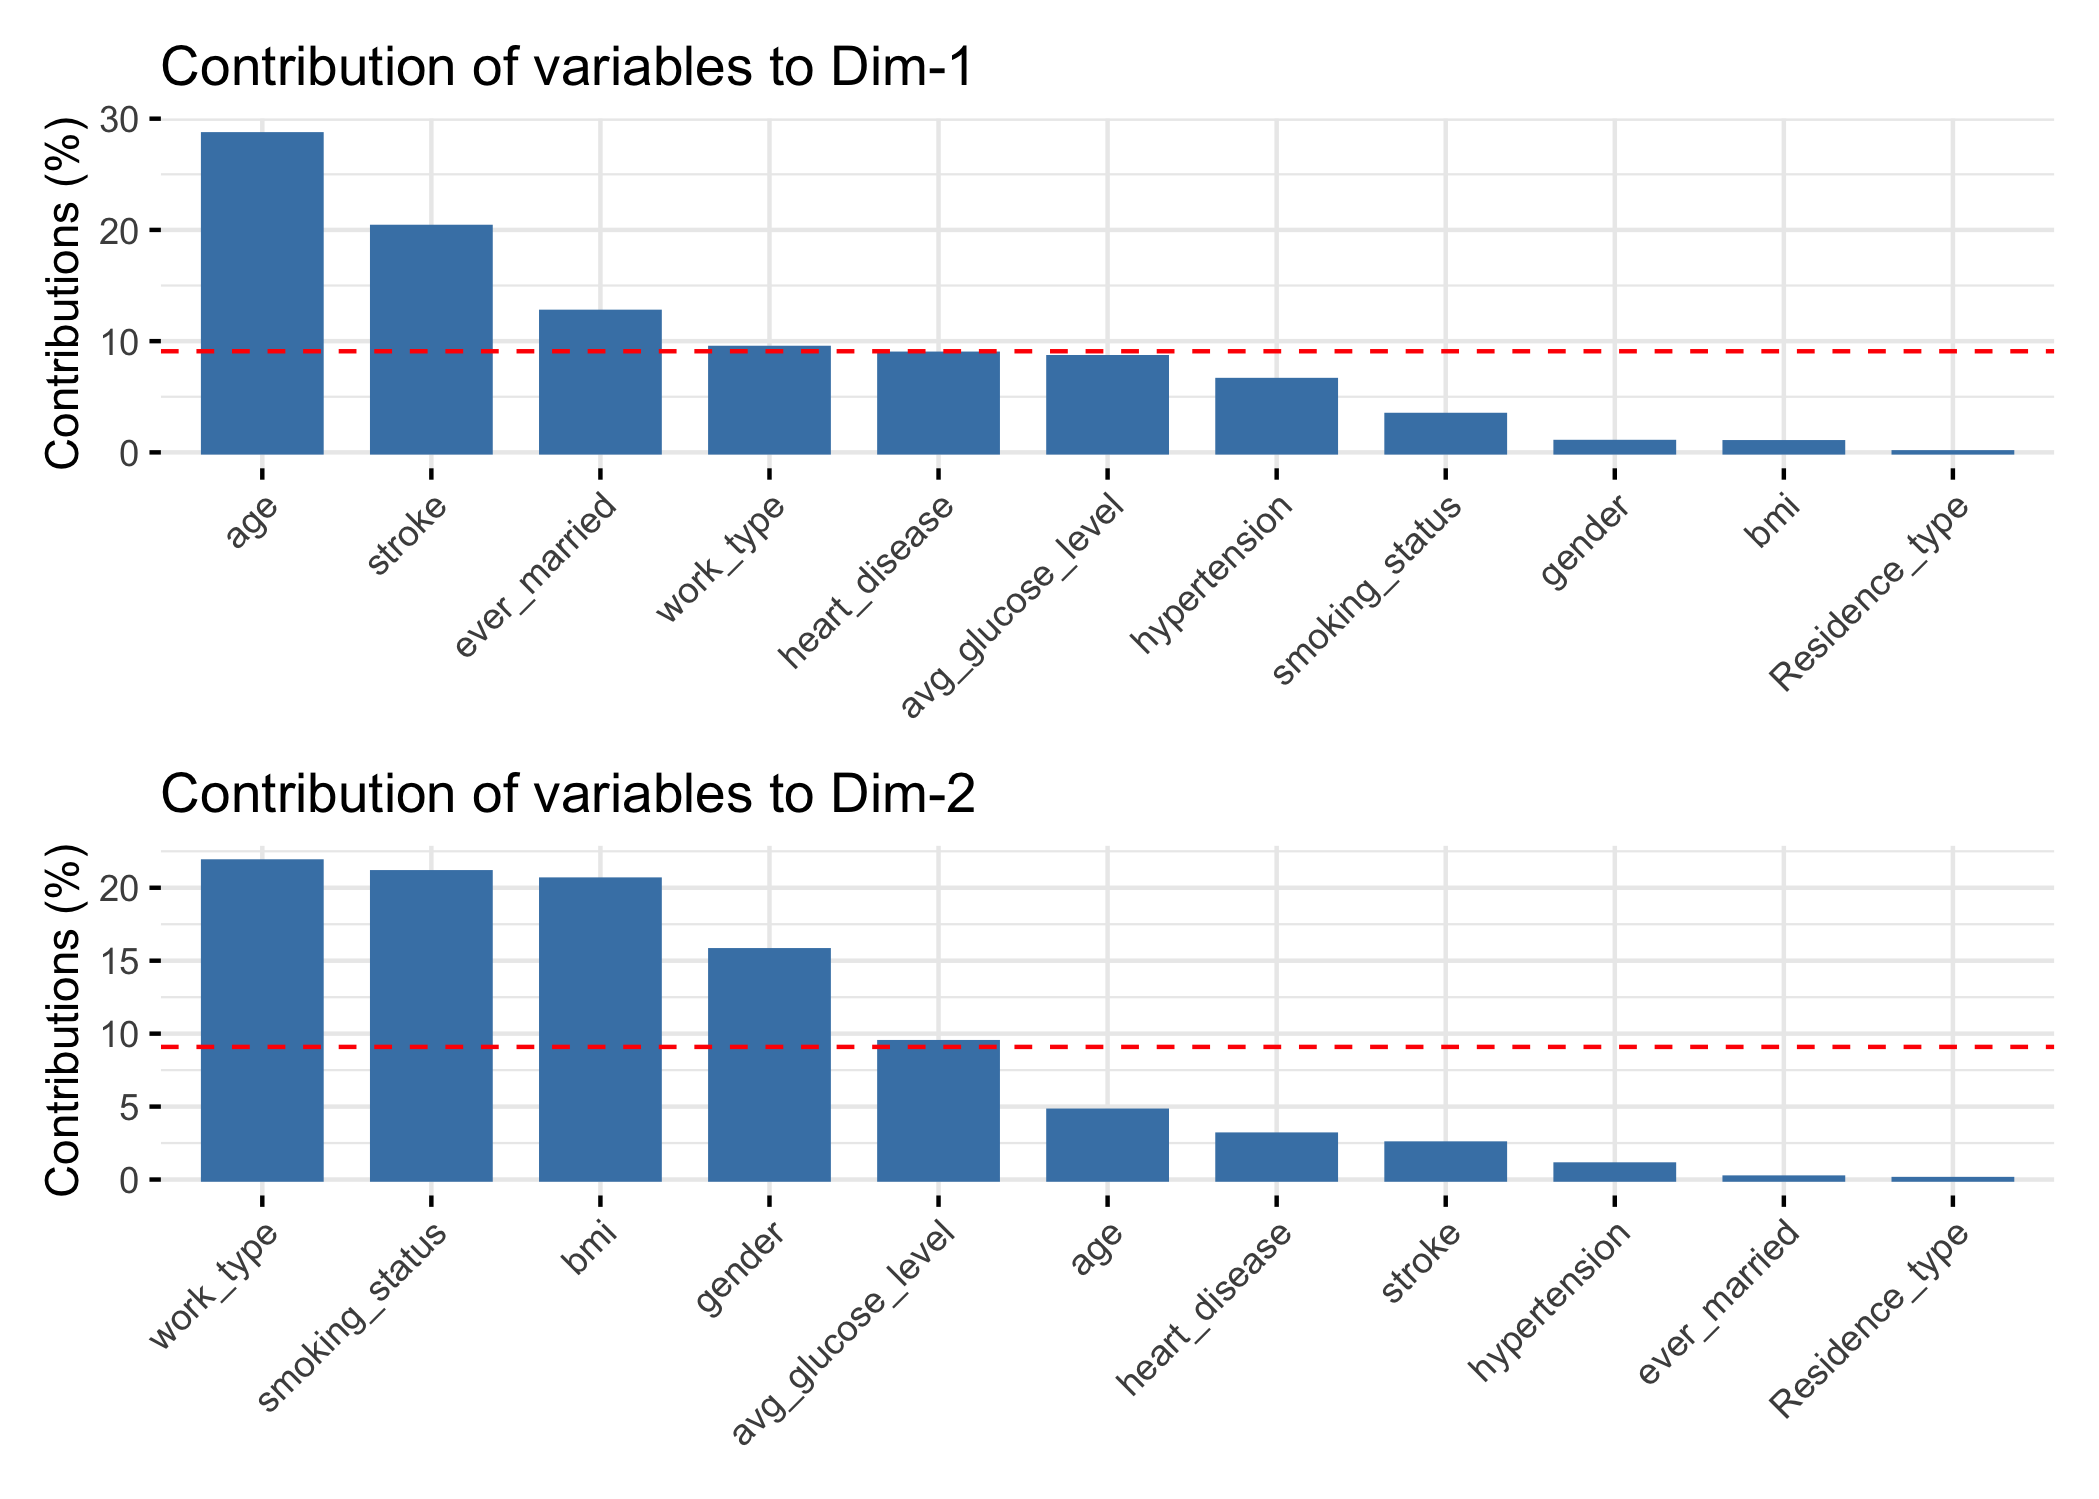 Contribution of variables to Dim-1
Contributions (%)
30
20
10
0
age
stroke
ever_married
work_type
heart_disease
avg_glucose_level
hypertension
smoking_status
gender
bmi
Residence_type
Contribution of variables to Dim-2
Contributions (%)
20
15
10
5
0
work_type
smoking_status
bmi
gender
avg_glucose_level
age
heart_disease
stroke
hypertension
ever_married
Residence_type